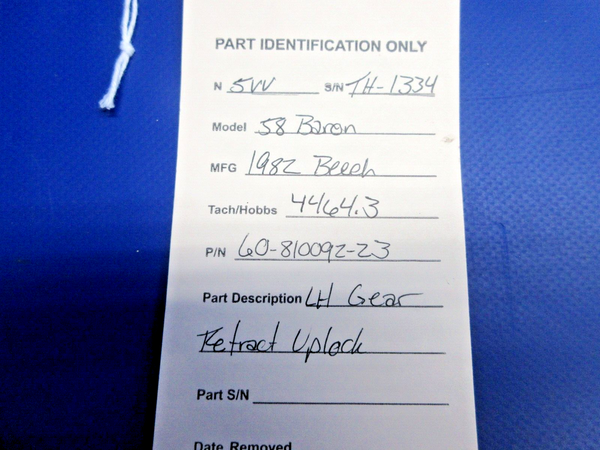 PART IDENTIFICATION ONLY
N 5VV S/N TH-1334
Model 58 Baron
MFG 1982 Beech
Tach/Hobbs 4464.3
P/N 60-810092-23
Part Description LH Gear
Retract Uplock
Part S/N
Date Removed